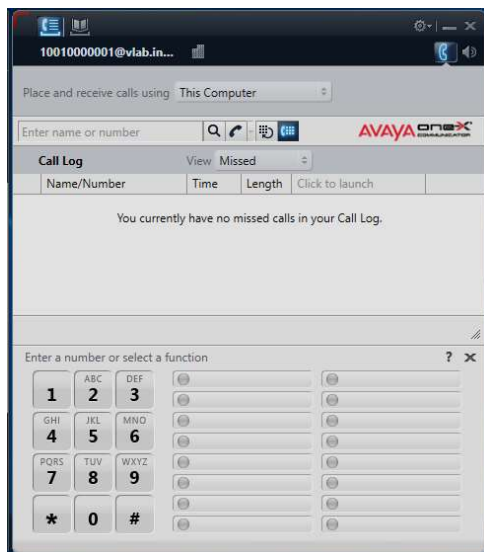 10010000001@vlab.in...
Place and receive calls using This Computer
Enter name or number
AVAYA one-X
COMMUNICATOR
Call Log View Missed
Name/Number Time Length Click to launch
You currently have no missed calls in your Call Log.
Enter a number or select a function ? X
1 ABC 2 DEF 3
GHI 4 JKL 5 MNO 6
PQRS 7 TUV 8 WXYZ 9
* 0 #